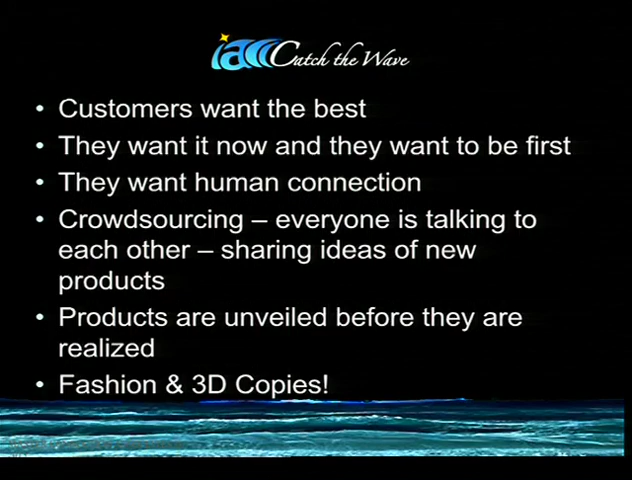 iacc Catch the Wave
• Customers want the best
• They want it now and they want to be first
• They want human connection
• Crowdsourcing – everyone is talking to
each other – sharing ideas of new
products
• Products are unveiled before they are
realized
• Fashion & 3D Copies!